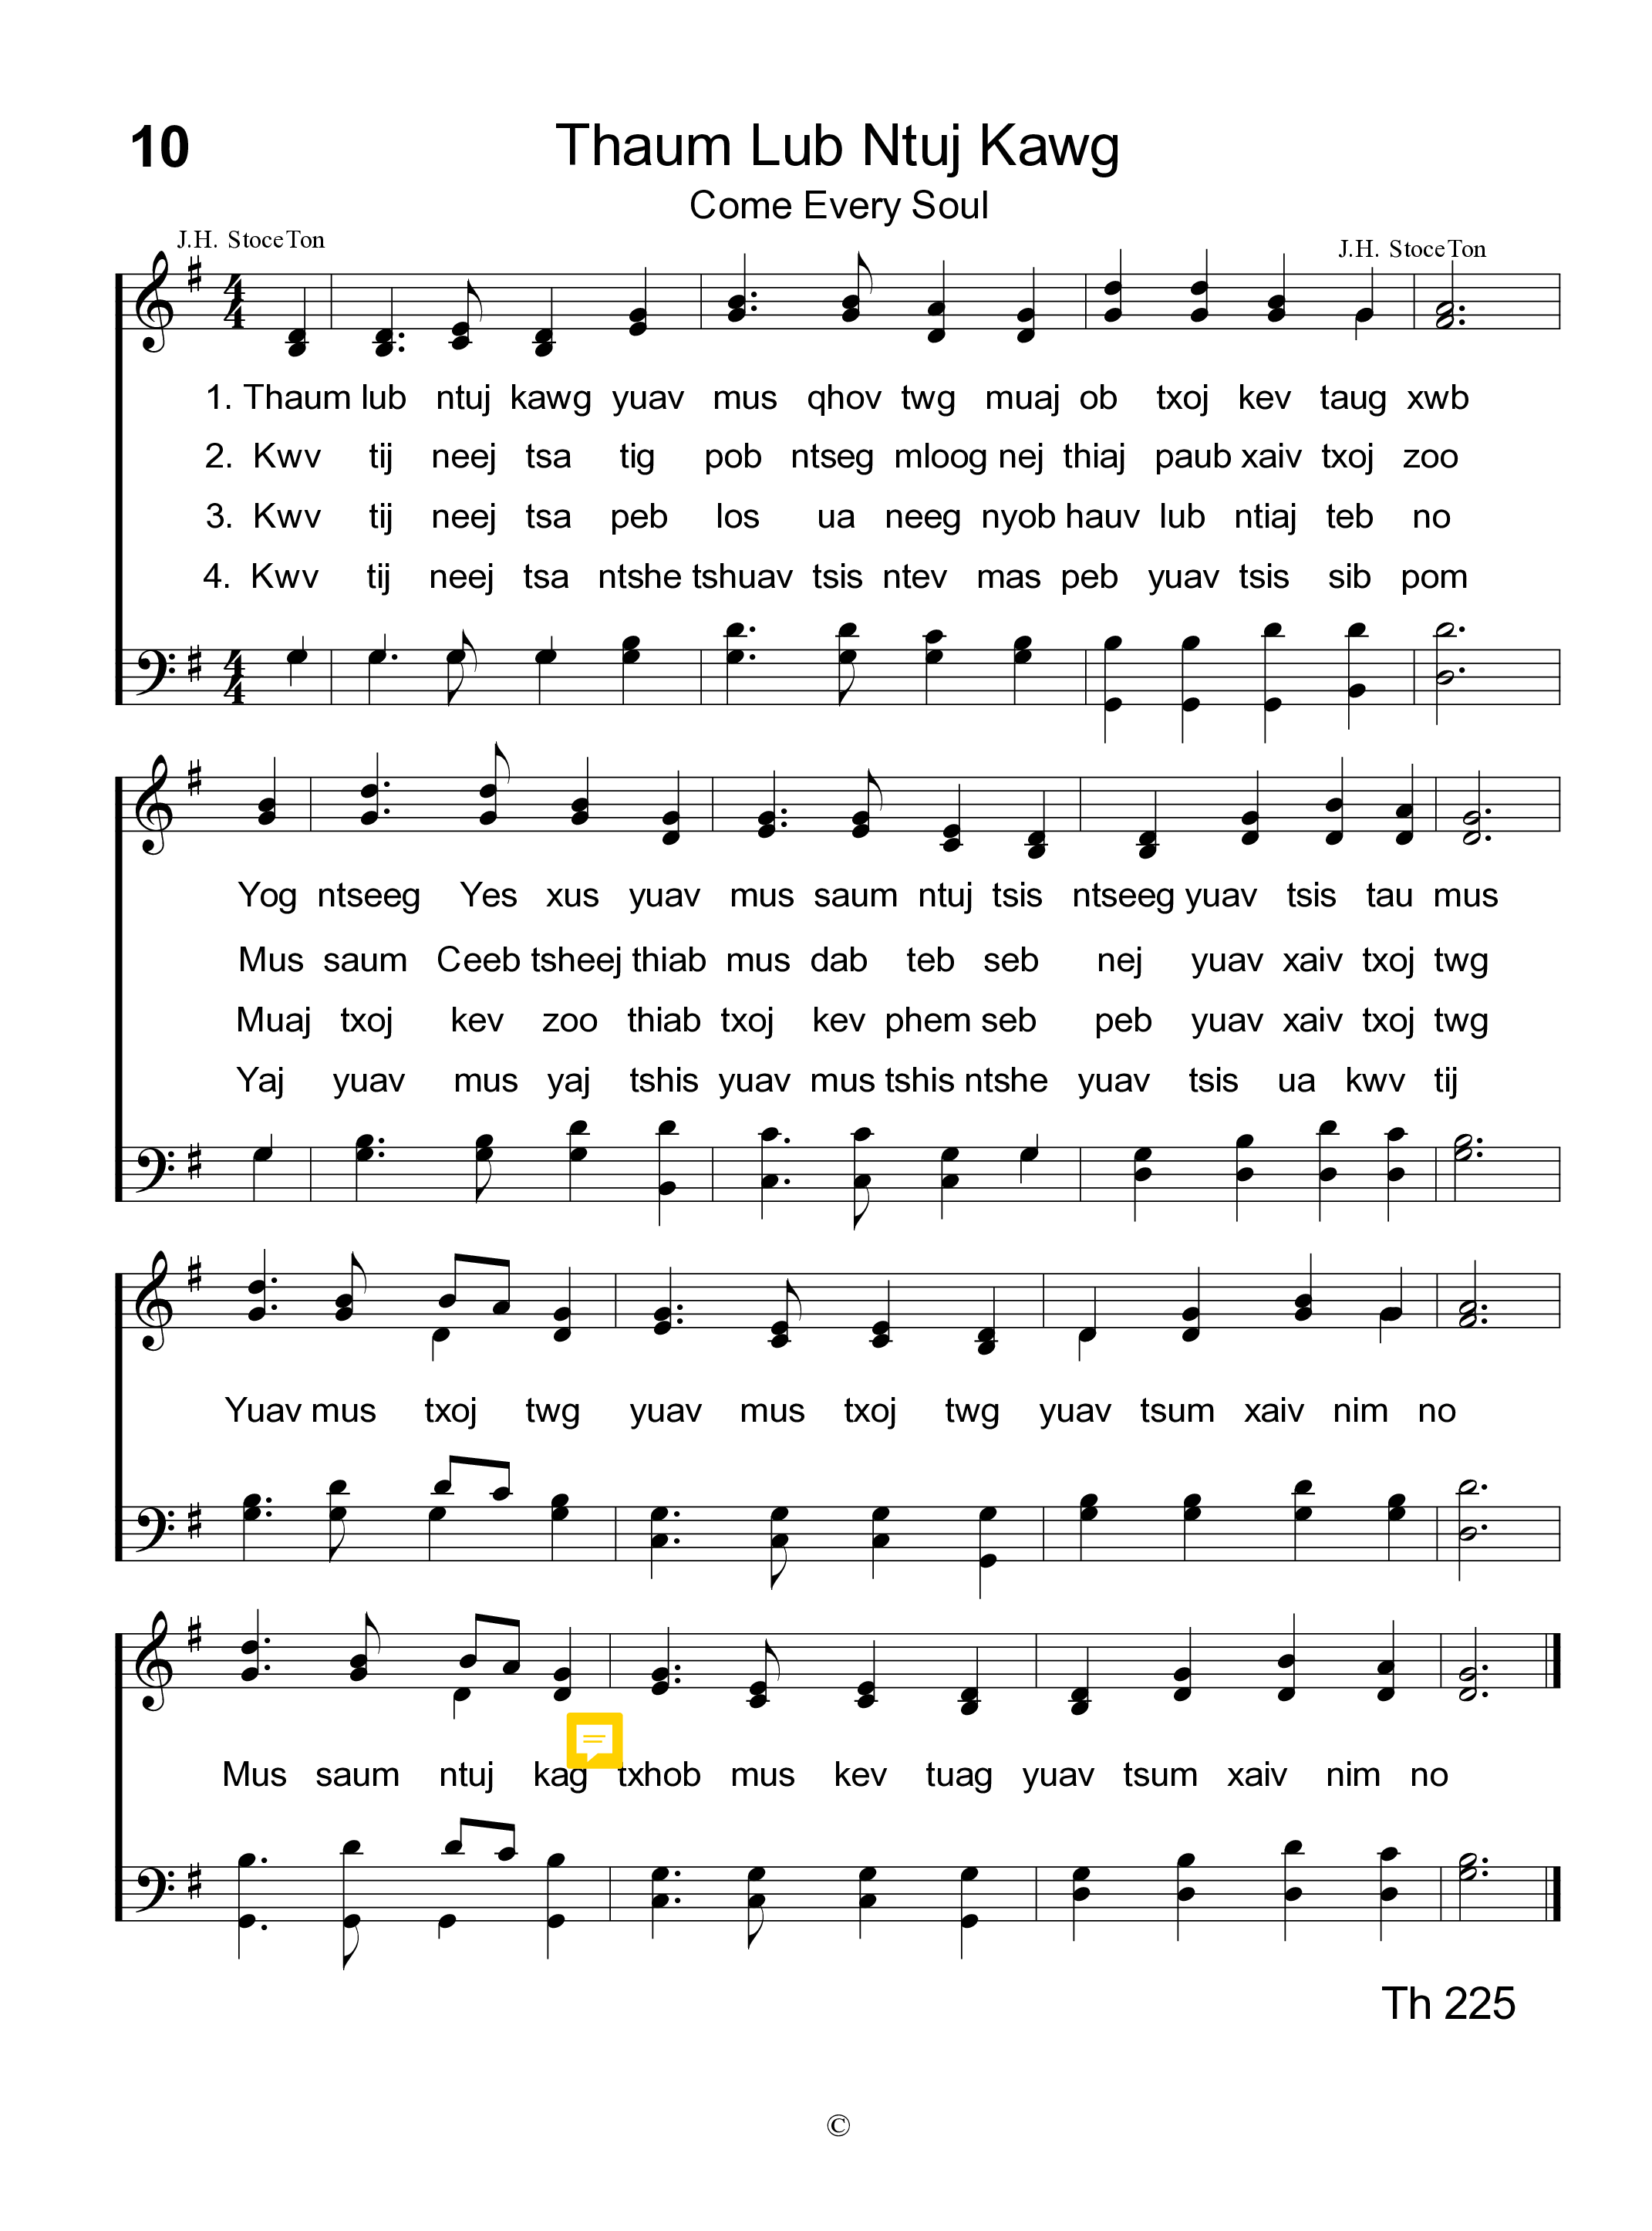 10
Thaum Lub Ntuj Kawg
Come Every Soul
J.H. StoceTon
J.H. StoceTon
1. Thaum lub ntuj kawg yuav mus qhov twg muaj ob txoj kev taug xwb
2. Kwv tij neej tsa tig pob ntseg mloog nej thiaj paub xaiv txoj zoo
3. Kwv tij neej tsa peb los ua neeg nyob hauv lub ntiaj teb no
4. Kwv tij neej tsa ntshe tshuav tsis ntev mas peb yuav tsis sib pom
Yog ntseeg Yes xus yuav mus saum ntuj tsis ntseeg yuav tsis tau mus
Mus saum Ceeb tsheej thiab mus dab teb seb nej yuav xaiv txoj twg
Muaj txoj kev zoo thiab txoj kev phem seb peb yuav xaiv txoj twg
Yaj yuav mus yaj tshis yuav mus tshis ntshe yuav tsis ua kwv tij
Yuav mus txoj twg yuav mus txoj twg yuav tsum xaiv nim no
Mus saum ntuj kag txhob mus kev tuag yuav tsum xaiv nim no
Th 225
©